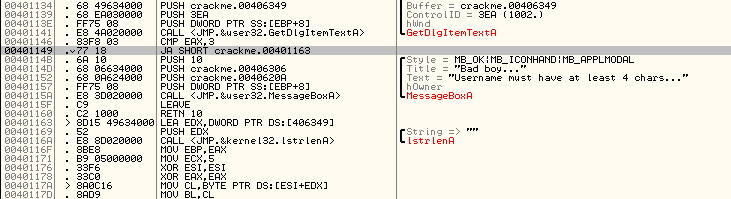 00401134 . 68 49634000 PUSH crackme.00406349 Buffer = crackme.00406349
00401139 . 68 EA030000 PUSH 3EA ControlID = 3EA (1002.)
0040113E . FF75 08 PUSH DWORD PTR SS:[EBP+8] hWnd
00401141 . E8 4A020000 CALL <JMP.&user32.GetDlgItemTextA> GetDlgItemTextA
00401146 . 83F8 03 CMP EAX,3
00401149 .v77 18 JA SHORT crackme.00401163
0040114B . 6A 10 PUSH 10 Style = MB_OK|MB_ICONHAND|MB_APPLMODAL
0040114D . 68 06634000 PUSH crackme.00406306 Title = "Bad boy..."
00401152 . 68 0A624000 PUSH crackme.0040620A Text = "Username must have at least 4 chars..."
00401157 . FF75 08 PUSH DWORD PTR SS:[EBP+8] hOwner
0040115A . E8 3D020000 CALL <JMP.&user32.MessageBoxA> MessageBoxA
0040115F . C9 LEAVE
00401160 . C2 1000 RETN 10
00401163 > 8D15 49634000 LEA EDX,DWORD PTR DS:[406349]
00401169 . 52 PUSH EDX String => ""
0040116A . E8 8D020000 CALL <JMP.&kernel32.lstrlenA> lstrlenA
0040116F . 8BE8 MOV EBP,EAX
00401171 . B9 05000000 MOV ECX,5
00401176 . 33F6 XOR ESI,ESI
00401178 . 33C0 XOR EAX,EAX
0040117A > 8A0C16 MOV CL,BYTE PTR DS:[ESI+EDX]
0040117D . 8AD9 MOV BL,CL